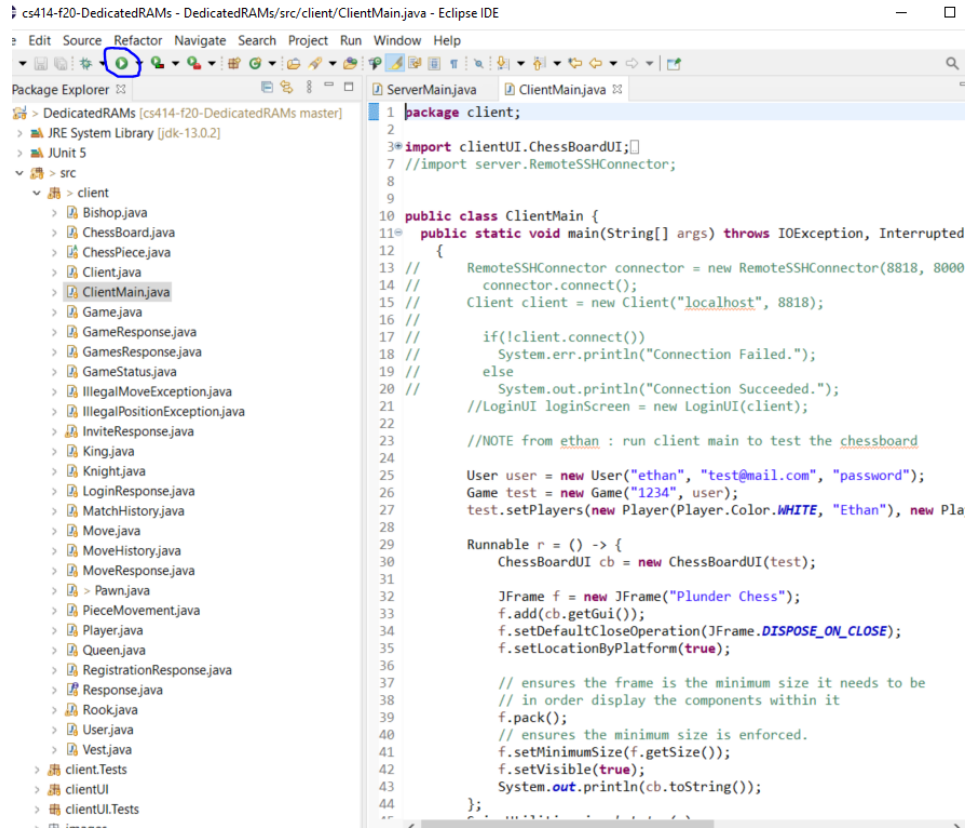 cs414-f20-DedicatedRAMs - DedicatedRAMs/src/client/ClientMain.java - Eclipse IDE
Edit Source Refactor Navigate Search Project Run Window Help
Package Explorer
ServerMain.java
ClientMain.java
> DedicatedRAMs [cs414-f20-DedicatedRAMs master]
JRE System Library [jdk-13.0.2]
JUnit 5
> src
> client
Bishop.java
ChessBoard.java
ChessPiece.java
Client.java
ClientMain.java
Game.java
GameResponse.java
GamesResponse.java
GameStatus.java
IllegalMoveException.java
IllegalPositionException.java
InviteResponse.java
King.java
Knight.java
LoginResponse.java
MatchHistory.java
Move.java
MoveHistory.java
MoveResponse.java
> Pawn.java
PieceMovement.java
Player.java
Queen.java
RegistrationResponse.java
Response.java
Rook.java
User.java
Vest.java
client.Tests
clientUI
clientUI.Tests
1 package client;
2
3 import clientUI.ChessBoardUI;
7 //import server.RemoteSSHConnector;
8
9
10 public class ClientMain {
11 public static void main(String[] args) throws IOException, Interrupted
12 {
13 // RemoteSSHConnector connector = new RemoteSSHConnector(8818, 8000
14 // connector.connect();
15 // Client client = new Client("localhost", 8818);
16 //
17 // if(!client.connect())
18 // System.err.println("Connection Failed.");
19 // else
20 // System.out.println("Connection Succeeded.");
21 //LoginUI loginScreen = new LoginUI(client);
22
23 //NOTE from ethan : run client main to test the chessboard
24
25 User user = new User("ethan", "test@mail.com", "password");
26 Game test = new Game("1234", user);
27 test.setPlayers(new Player(Player.Color.WHITE, "Ethan"), new Pla
28
29 Runnable r = () -> {
30 ChessBoardUI cb = new ChessBoardUI(test);
31
32 JFrame f = new JFrame("Plunder Chess");
33 f.add(cb.getGui());
34 f.setDefaultCloseOperation(JFrame.DISPOSE_ON_CLOSE);
35 f.setLocationByPlatform(true);
36
37 // ensures the frame is the minimum size it needs to be
38 // in order display the components within it
39 f.pack();
40 // ensures the minimum size is enforced.
41 f.setMinimumSize(f.getSize());
42 f.setVisible(true);
43 System.out.println(cb.toString());
44 };